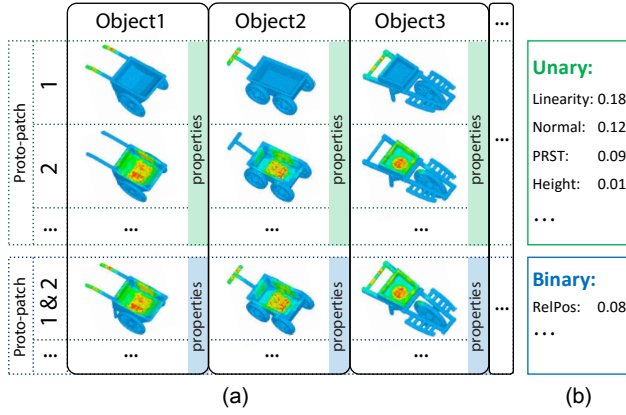 Object1 Object2 Object3 ...
Proto-patch
1
properties properties properties
2
...
... ... ... ...
Proto-patch
1 & 2
properties properties properties
...
...
... ... ...
Unary:
Linearity: 0.18
Normal: 0.12
PRST: 0.09
Height: 0.01
...
Binary:
RelPos: 0.08
...
(a) (b)